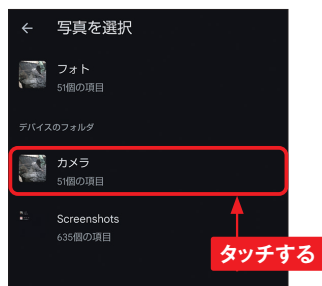 ← 写真を選択
フォト
51個の項目
デバイスのフォルダ
カメラ
51個の項目
Screenshots
635個の項目
タッチする